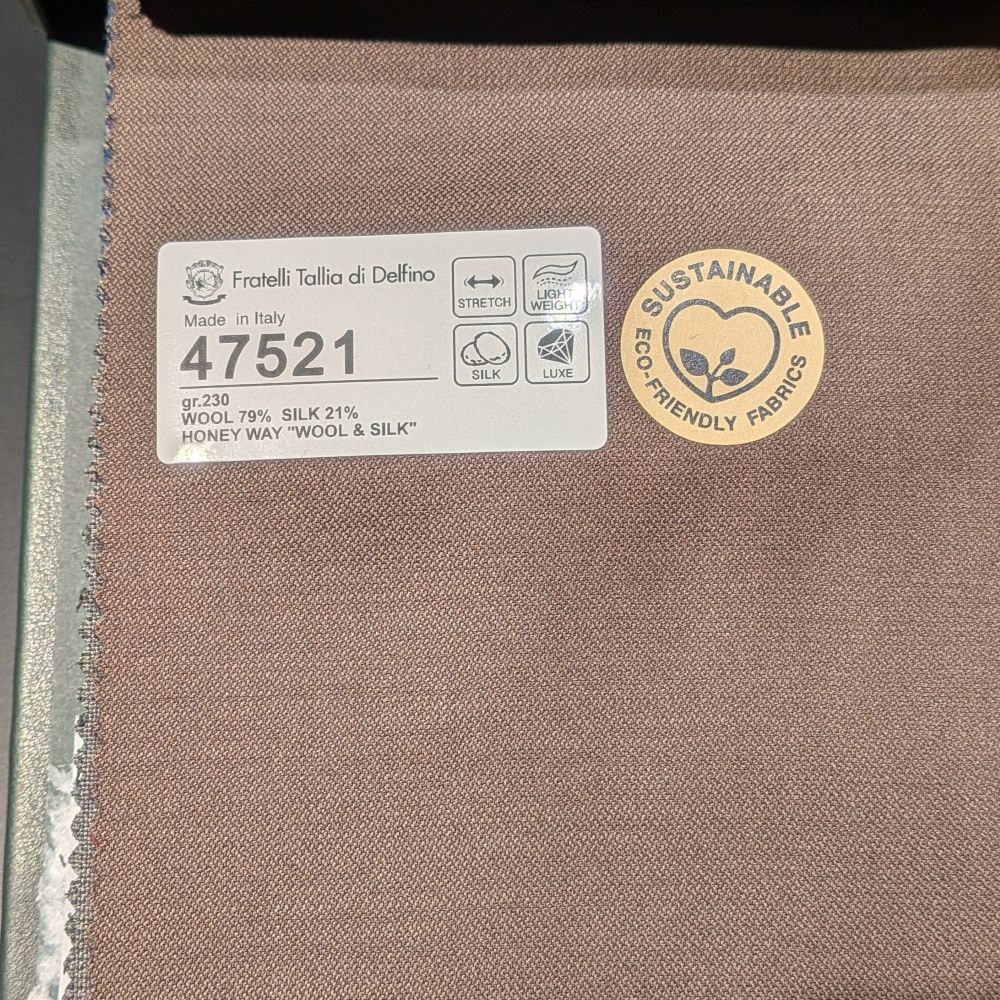 Fratelli Tallia di Delfino
Made in Italy
47521
gr.230
WOOL 79% SILK 21%
HONEY WAY "WOOL & SILK"
STRETCH
LIGHT
WEIGHT
SILK
LUXE
SUSTAINABLE
ECO-FRIENDLY FABRICS